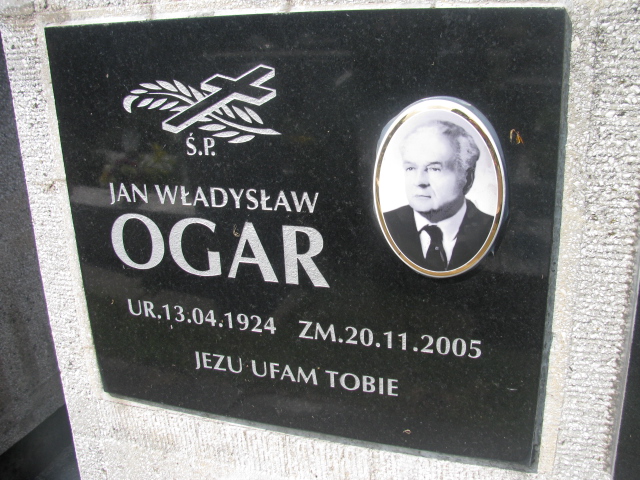 Ś.P.
JAN WŁADYSŁAW
OGAR
UR.13.04.1924 ZM.20.11.2005
JEZU UFAM TOBIE